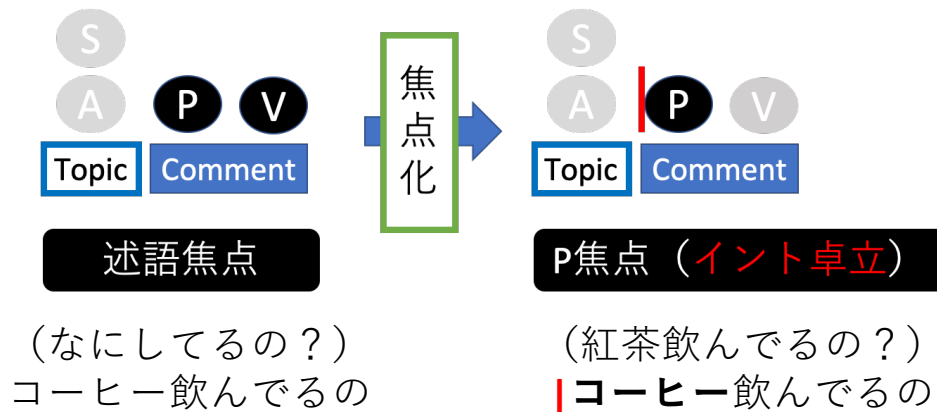 S
A P V
Topic Comment
述語焦点
（なにしてるの？）
コーヒー飲んでるの
焦点化
S
A P V
Topic Comment
P焦点（イント卓立）
（紅茶飲んでるの？）
コーヒー飲んでるの